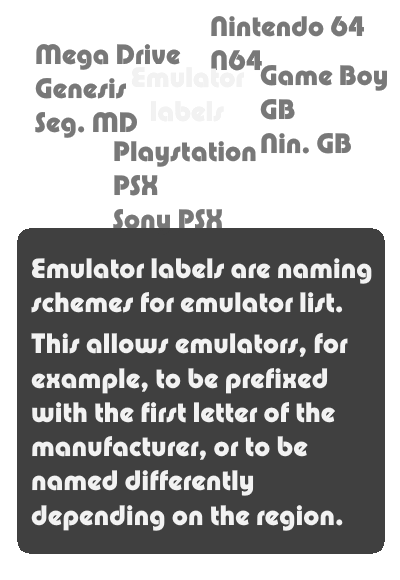 Nintendo 64
N64
Mega Drive
Genesis
Seg. MD
Emulator
labels
Game Boy
GB
Nin. GB
Playstation
PSX
Sony PSX
Emulator labels are naming
schemes for emulator list.
This allows emulators, for
example, to be prefixed
with the first letter of the
manufacturer, or to be
named differently
depending on the region.